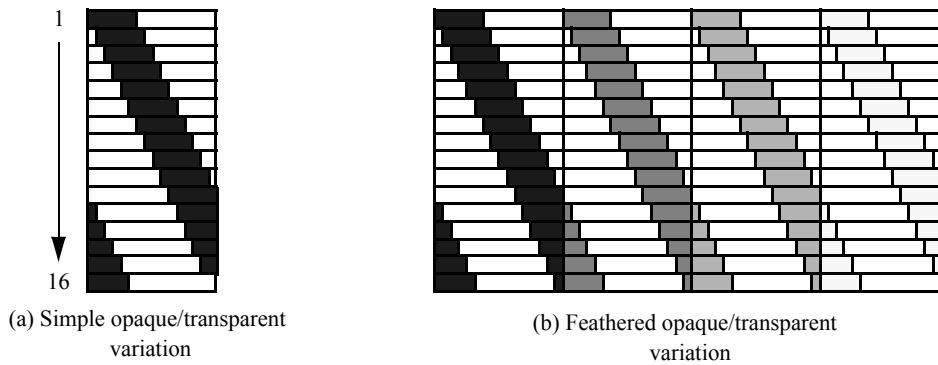 1
16
(a) Simple opaque/transparent
variation
(b) Feathered opaque/transparent
variation